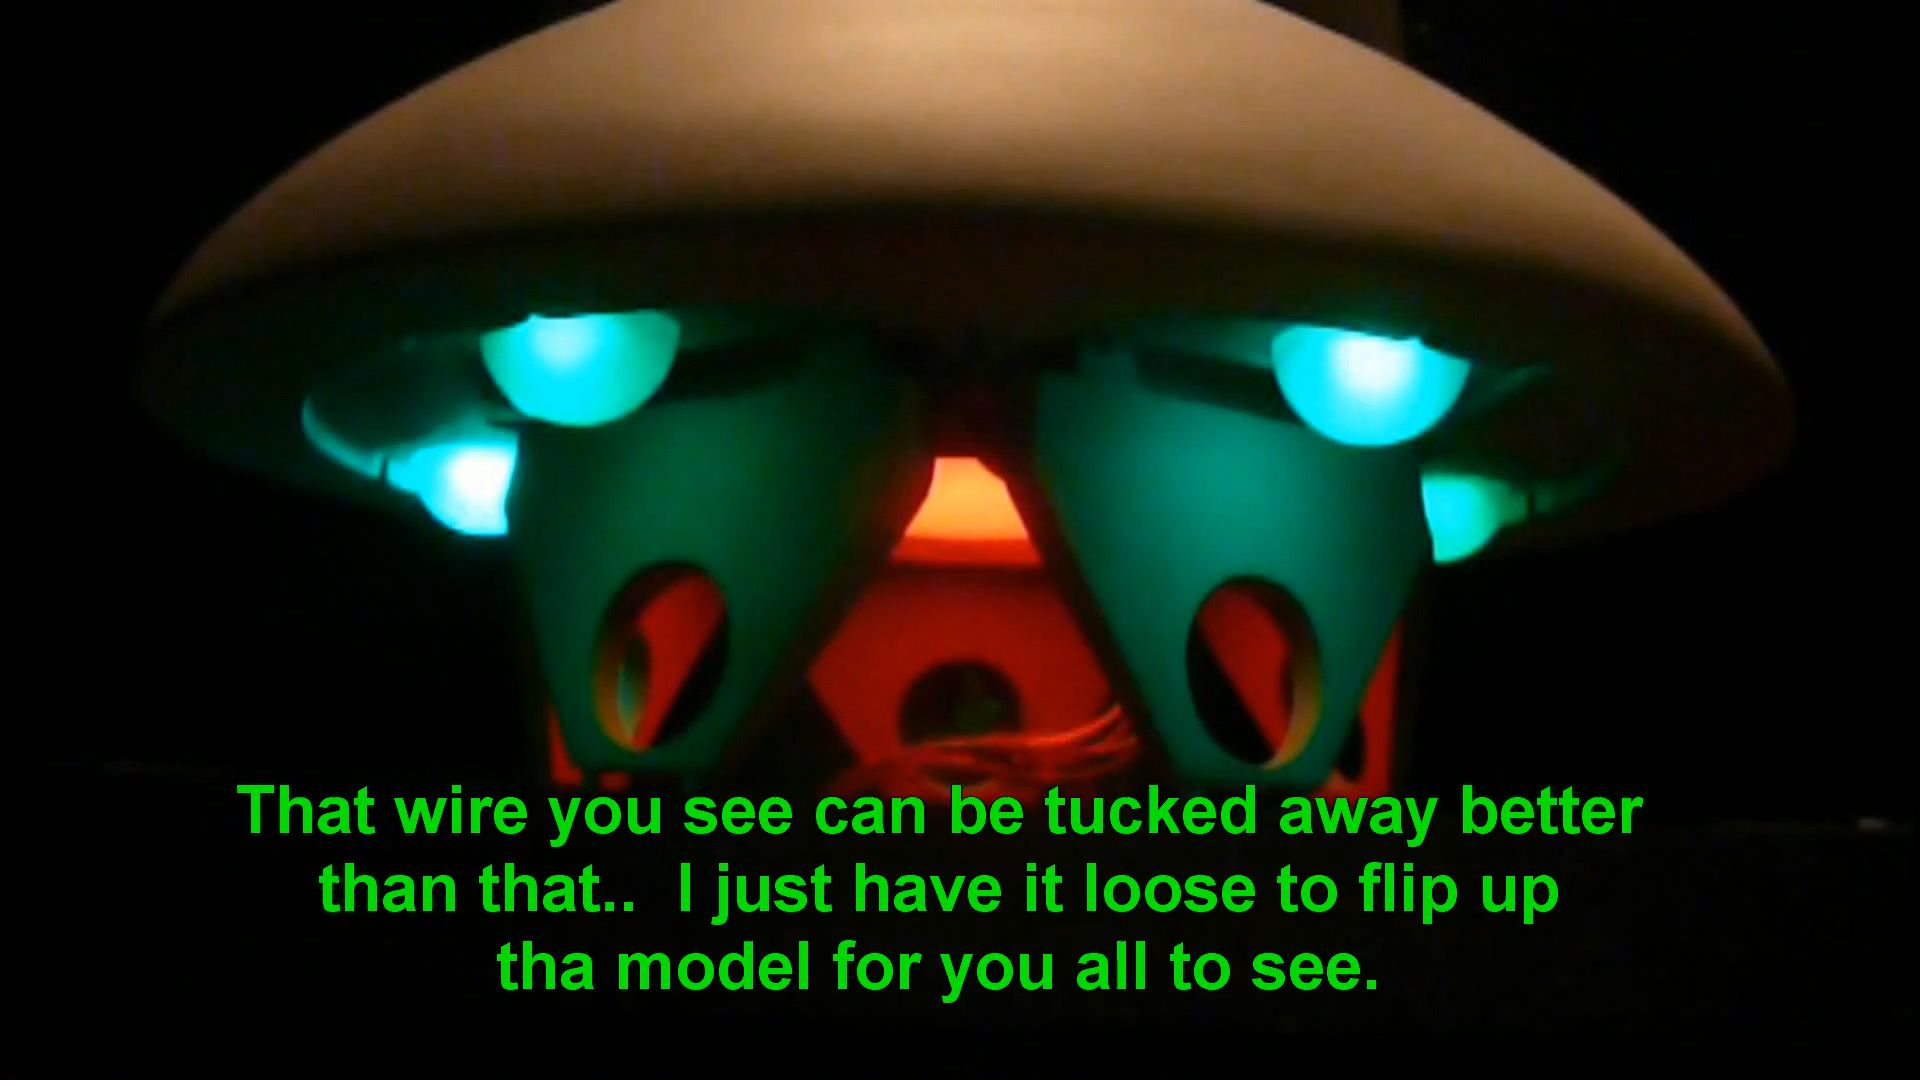 That wire you see can be tucked away better
than that..  I just have it loose to flip up
tha model for you all to see.